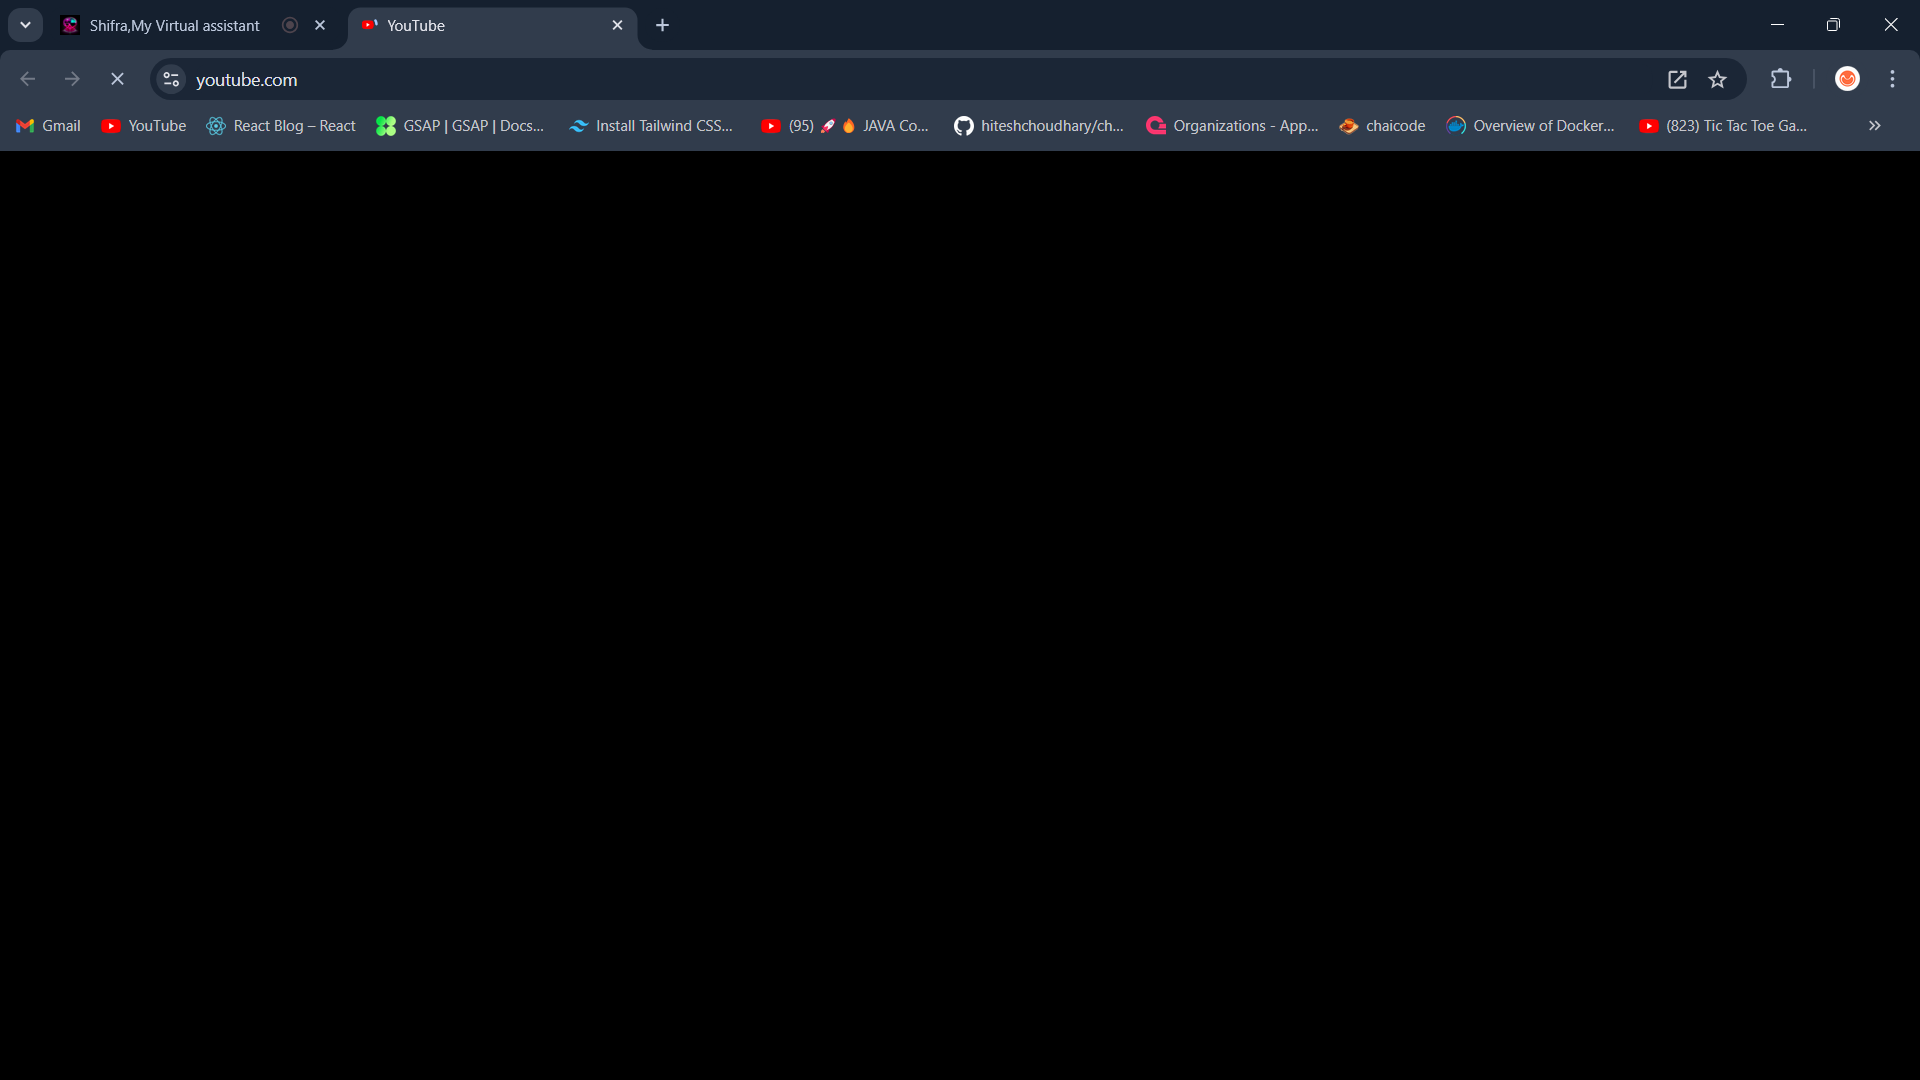 Shifra,My Virtual assistant
YouTube
youtube.com
Gmail
YouTube
React Blog – React
GSAP | GSAP | Docs...
Install Tailwind CSS...
(95) 🚀 🔥 JAVA Co...
hiteshchoudhary/ch...
Organizations - App...
chaicode
Overview of Docker...
(823) Tic Tac Toe Ga...